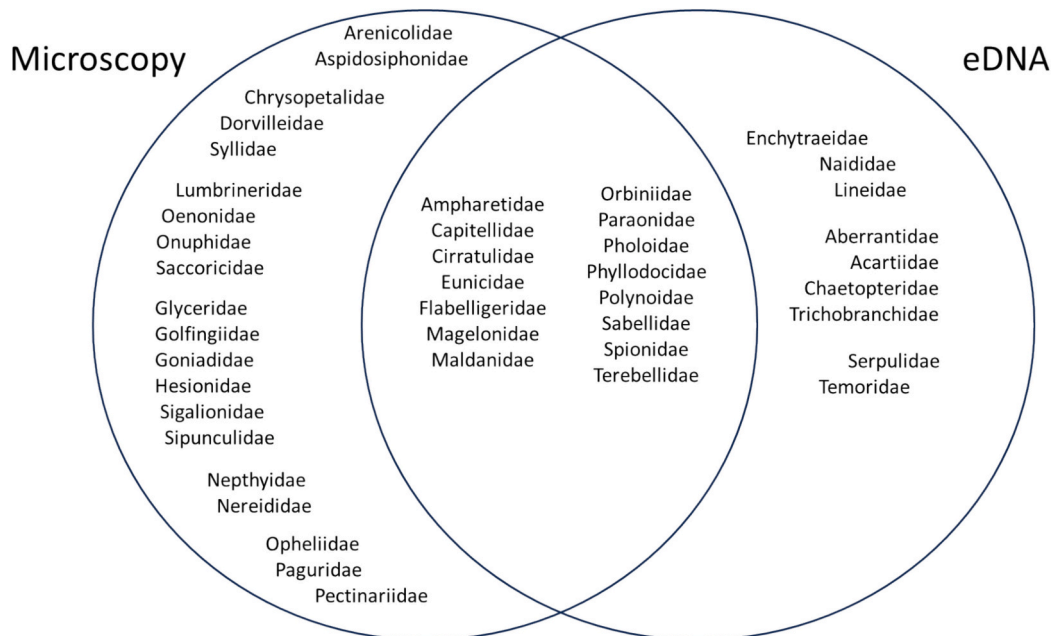 Microscopy
eDNA
Arenicolidae
Aspidosiphonidae
Chrysopetalidae
Dorvilleidae
Syllidae
Lumbrineridae
Oenonidae
Onuphidae
Saccoricidae
Glyceridae
Golfingiidae
Goniadidae
Hesionidae
Sigalionidae
Sipunculidae
Nepthyidae
Nereididae
Opheliidae
Paguridae
Pectinariidae
Ampharetidae
Capitellidae
Cirratulidae
Eunicidae
Flabelligeridae
Magelonidae
Maldanidae
Orbiniidae
Paraonidae
Pholoidae
Phyllodocidae
Polynoidae
Sabellidae
Spionidae
Terebellidae
Enchytraeidae
Naididae
Lineidae
Aberrantidae
Acartiidae
Chaetopteridae
Trichobranchidae
Serpulidae
Temoridae